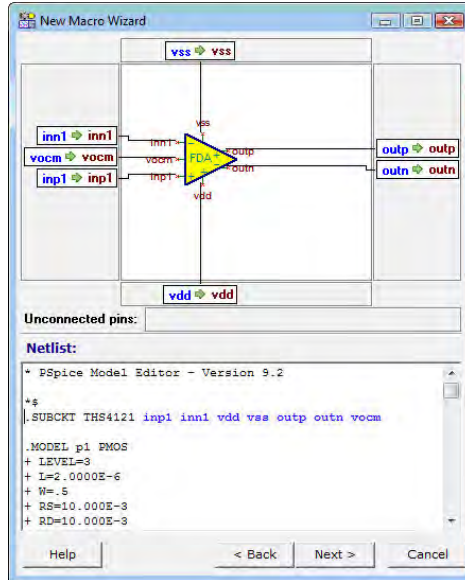 New Macro Wizard
vss ⇨ vss
vss
inn1 ⇨ inn1
inn1
outp
outp ⇨ outp
vocm ⇨ vocm
vocm
FDA
outn
outn ⇨ outn
inp1 ⇨ inp1
inp1
vdd
vdd ⇨ vdd
Unconnected pins:
Netlist:
* PSpice Model Editor - Version 9.2
*$
.SUBCKT THS4121 inp1 inn1 vdd vss outp outn vocm
.MODEL p1 PMOS
+ LEVEL=3
+ L=2.0000E-6
+ W=.5
+ RS=10.000E-3
+ RD=10.000E-3
Help
< Back
Next >
Cancel